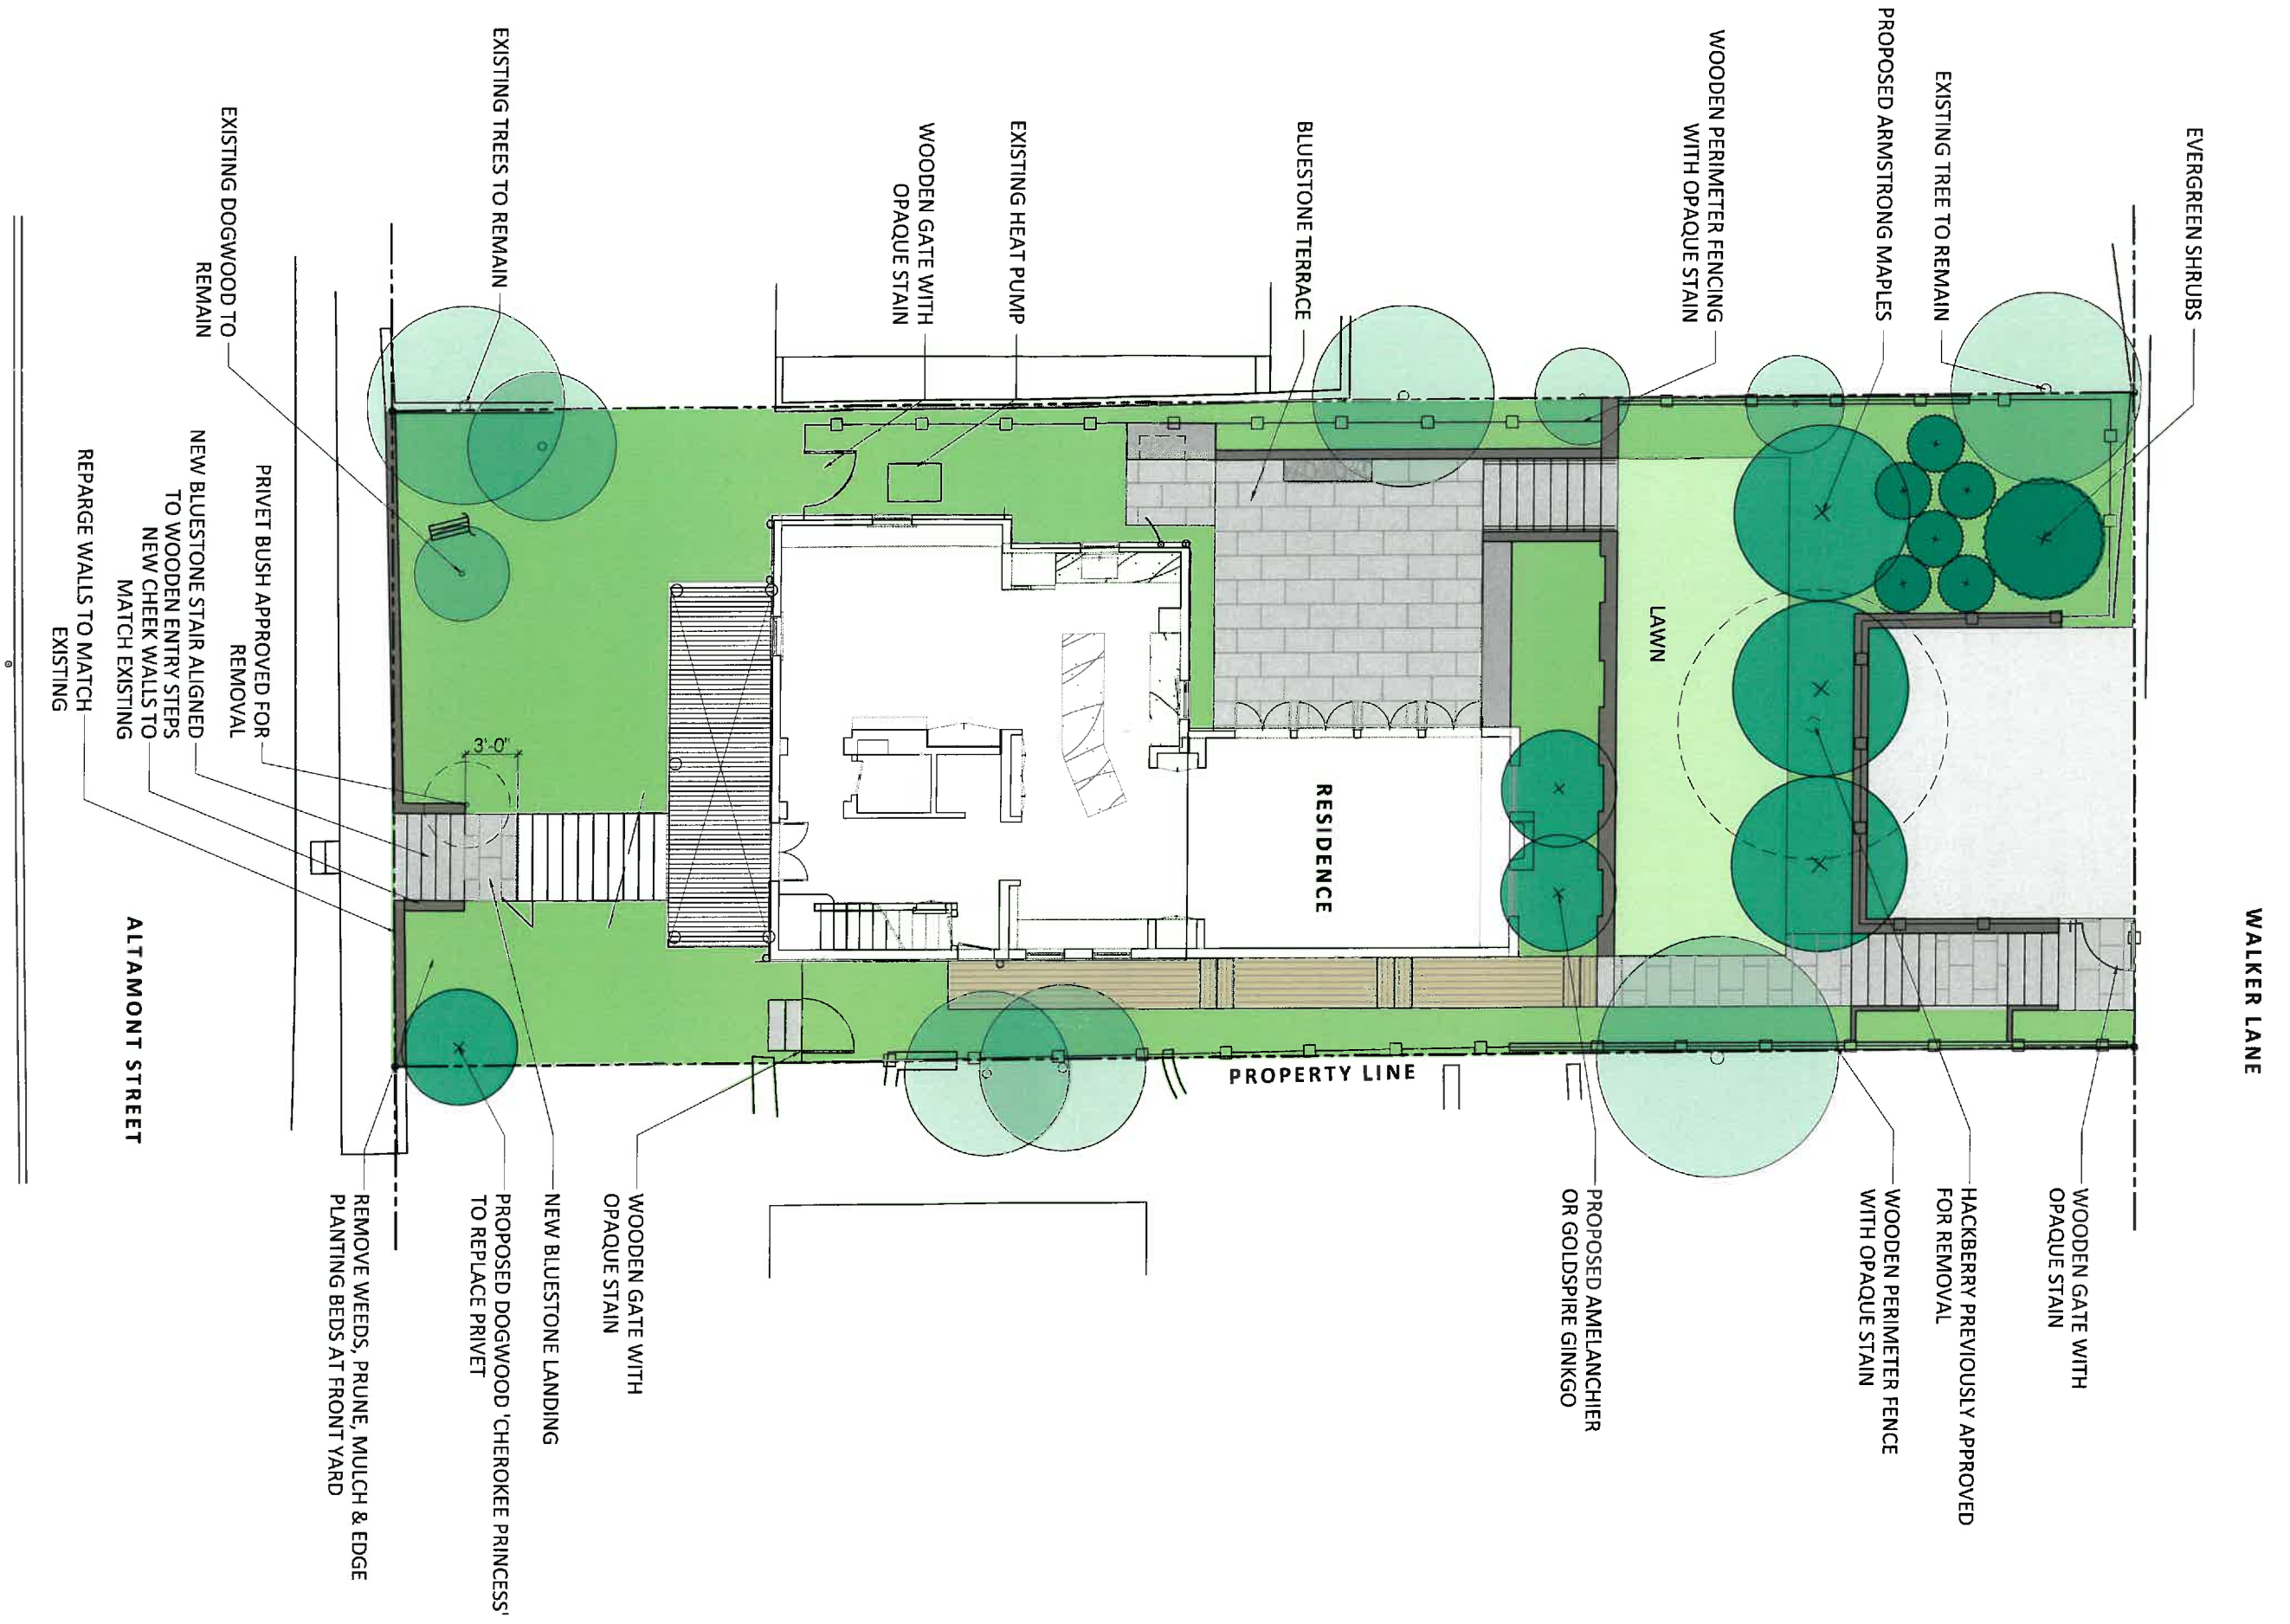 WALKER LANE
EVERGREEN SHRUBS
EXISTING TREE TO REMAIN
PROPOSED ARMSTRONG MAPLES
WOODEN PERIMETER FENCING
WITH OPAQUE STAIN
BLUESTONE TERRACE
EXISTING HEAT PUMP
WOODEN GATE WITH
OPAQUE STAIN
EXISTING TREES TO REMAIN
EXISTING DOGWOOD TO
REMAIN
PRIVET BUSH APPROVED FOR
REMOVAL
NEW BLUESTONE STAIR ALIGNED
TO WOODEN ENTRY STEPS
NEW CHEEK WALLS TO
MATCH EXISTING
REPARGE WALLS TO MATCH
EXISTING
LAWN
RESIDENCE
3'-0"
PROPERTY LINE
WOODEN GATE WITH
OPAQUE STAIN
HACKBERRY PREVIOUSLY APPROVED
FOR REMOVAL
WOODEN PERIMETER FENCE
WITH OPAQUE STAIN
PROPOSED AMELANCHIER
OR GOLDSPIRE GINKGO
WOODEN GATE WITH
OPAQUE STAIN
NEW BLUESTONE LANDING
PROPOSED DOGWOOD 'CHEROKEE PRINCESS'
TO REPLACE PRIVET
REMOVE WEEDS, PRUNE, MULCH & EDGE
PLANTING BEDS AT FRONT YARD
ALTAMONT STREET